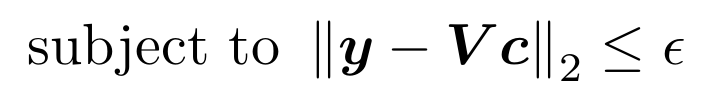 subject to ‖y − Vc‖₂ ≤ ϵ